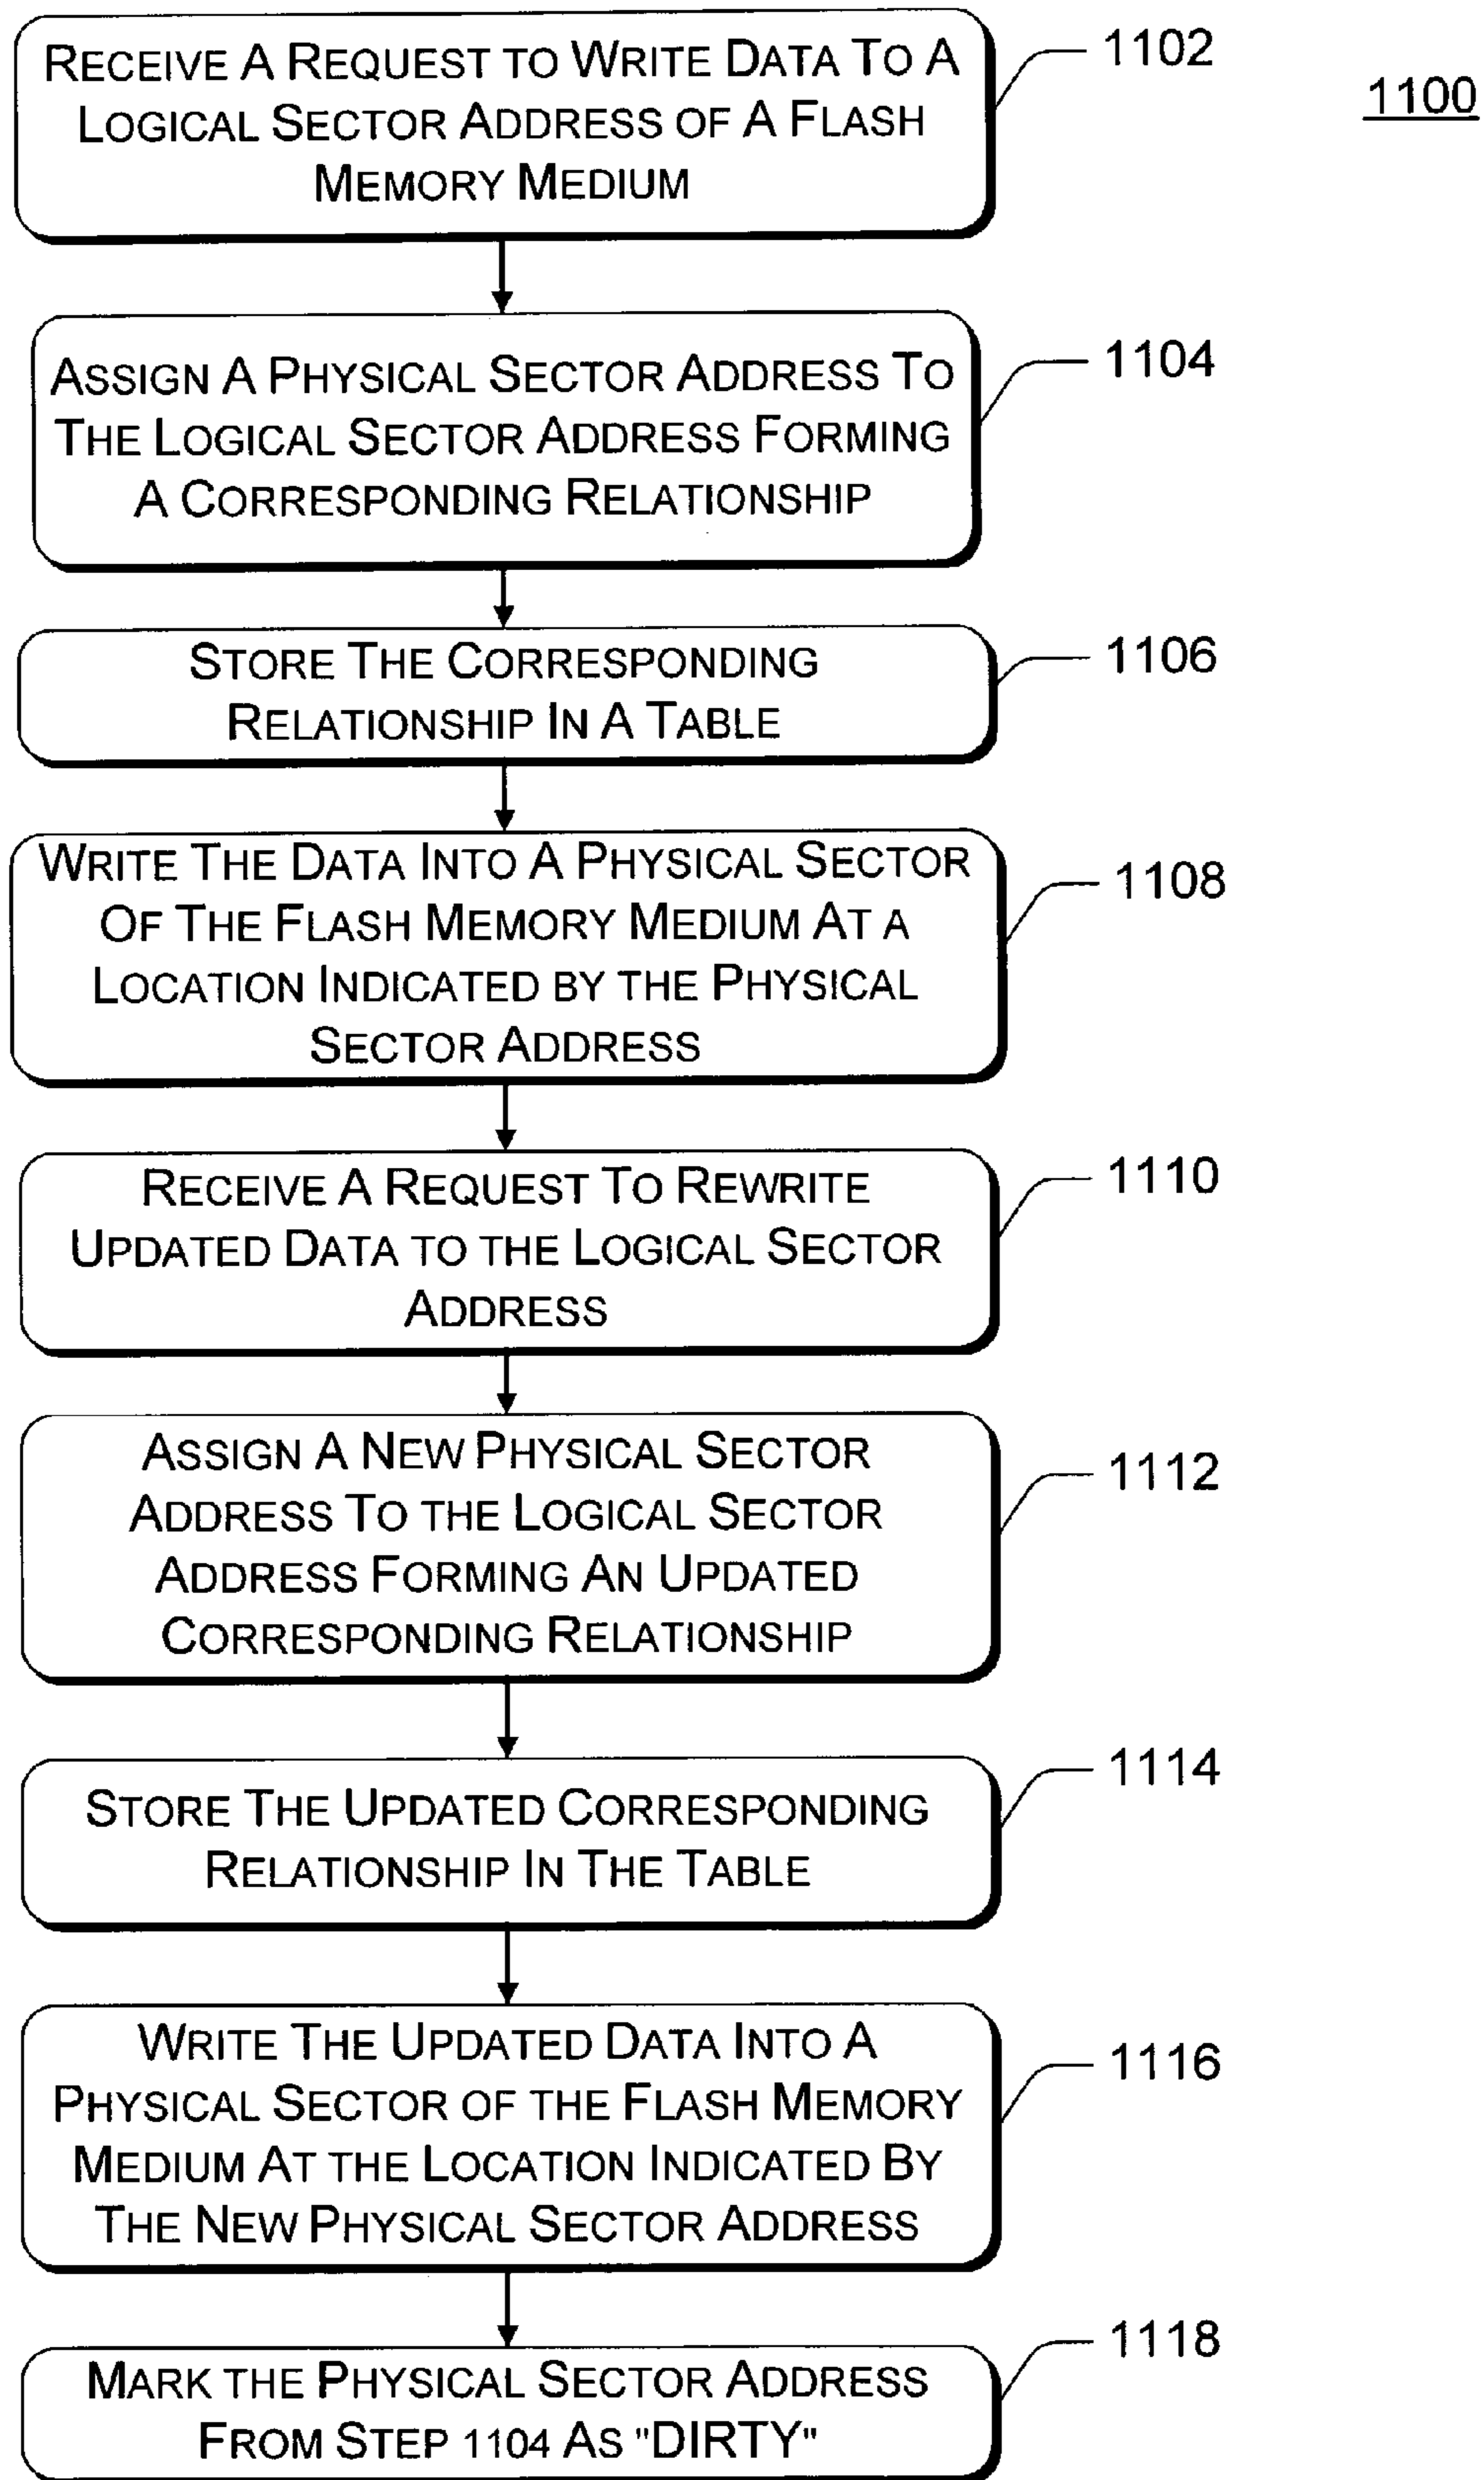 RECEIVE A REQUEST TO WRITE DATA TO A
LOGICAL SECTOR ADDRESS OF A FLASH
MEMORY MEDIUM
1102
1100
ASSIGN A PHYSICAL SECTOR ADDRESS TO
THE LOGICAL SECTOR ADDRESS FORMING
A CORRESPONDING RELATIONSHIP
1104
STORE THE CORRESPONDING
RELATIONSHIP IN A TABLE
1106
WRITE THE DATA INTO A PHYSICAL SECTOR
OF THE FLASH MEMORY MEDIUM AT A
LOCATION INDICATED BY THE PHYSICAL
SECTOR ADDRESS
1108
RECEIVE A REQUEST TO REWRITE
UPDATED DATA TO THE LOGICAL SECTOR
ADDRESS
1110
ASSIGN A NEW PHYSICAL SECTOR
ADDRESS TO THE LOGICAL SECTOR
ADDRESS FORMING AN UPDATED
CORRESPONDING RELATIONSHIP
1112
STORE THE UPDATED CORRESPONDING
RELATIONSHIP IN THE TABLE
1114
WRITE THE UPDATED DATA INTO A
PHYSICAL SECTOR OF THE FLASH MEMORY
MEDIUM AT THE LOCATION INDICATED BY
THE NEW PHYSICAL SECTOR ADDRESS
1116
MARK THE PHYSICAL SECTOR ADDRESS
FROM STEP 1104 AS "DIRTY"
1118